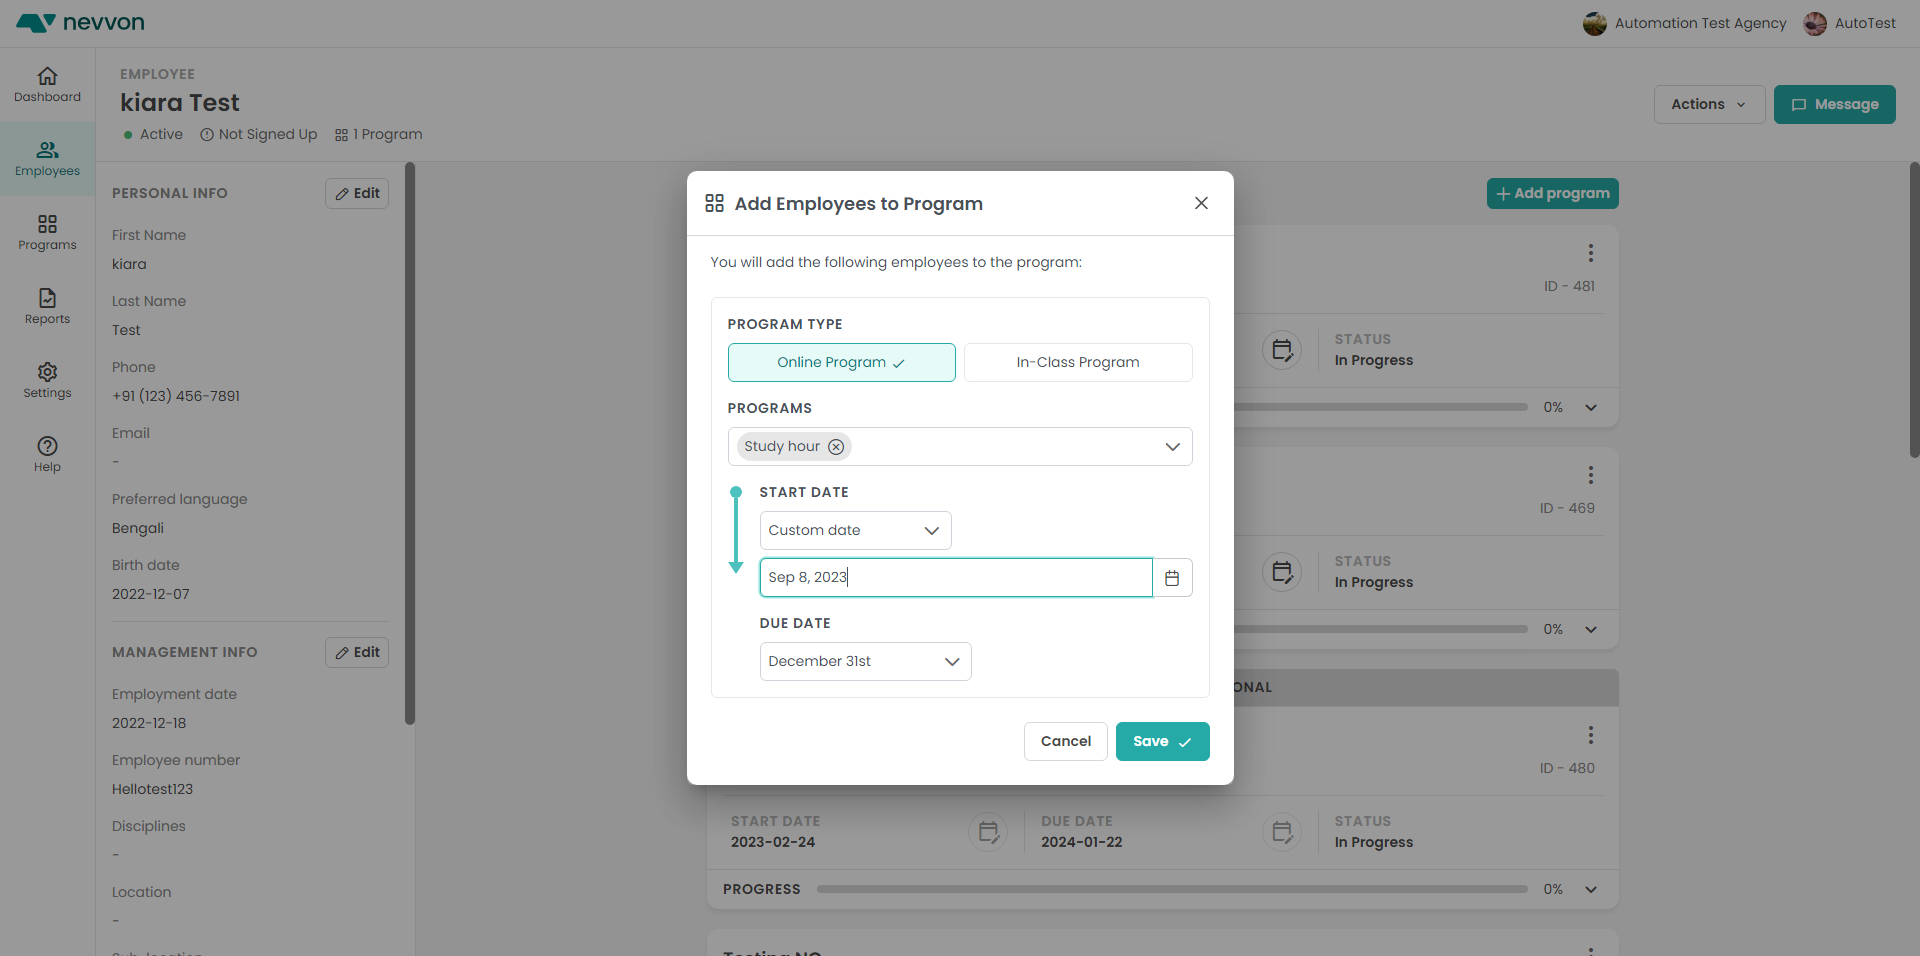 nevvon
Automation Test Agency
AutoTest
Dashboard
Employees
Programs
Reports
Settings
Help
EMPLOYEE
kiara Test
Active
Not Signed Up
1 Program
Actions
Message
PERSONAL INFO
Edit
First Name
kiara
Last Name
Test
Phone
+91 (123) 456-7891
Email
-
Preferred language
Bengali
Birth date
2022-12-07
MANAGEMENT INFO
Edit
Employment date
2022-12-18
Employee number
Hellotest123
Disciplines
-
Location
-
Add Employees to Program
You will add the following employees to the program:
PROGRAM TYPE
Online Program
In-Class Program
PROGRAMS
Study hour
START DATE
Custom date
Sep 8, 2023
DUE DATE
December 31st
Cancel
Save
Add program
ID - 481
STATUS
In Progress
0%
ID - 469
STATUS
In Progress
0%
ONAL
ID - 480
START DATE
2023-02-24
DUE DATE
2024-01-22
STATUS
In Progress
PROGRESS
0%